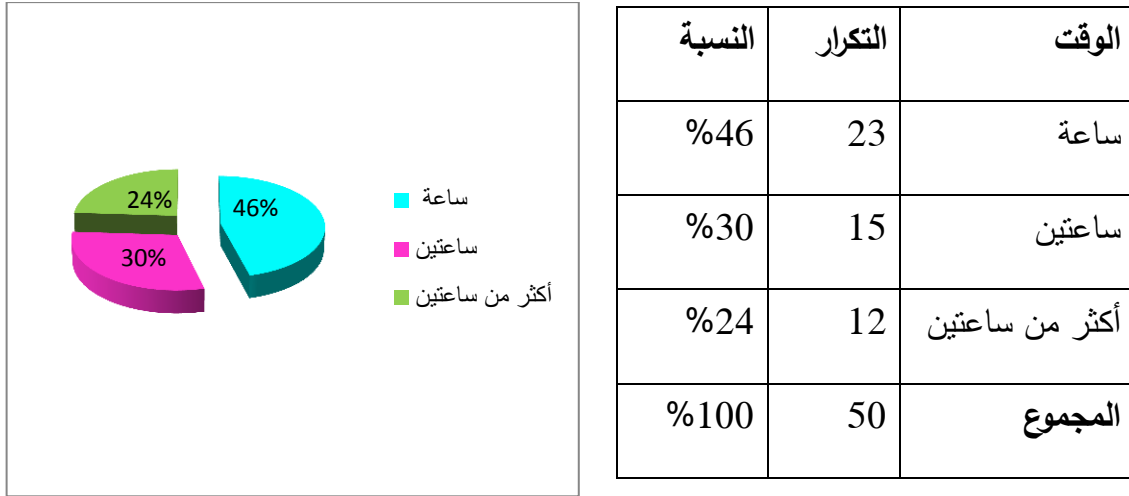 الوقت التكرار النسبة
ساعة 23 %46
ساعتين 15 %30
أكثر من ساعتين 12 %24
المجموع 50 %100
46%
30%
24%
ساعة
ساعتين
أكثر من ساعتين